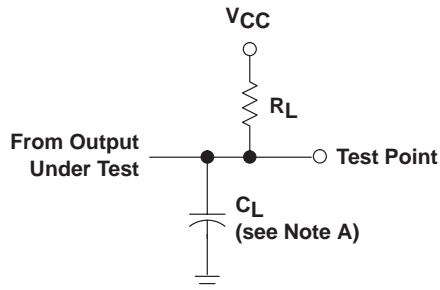 VCC
RL
From Output
Under Test
Test Point
CL
(see Note A)